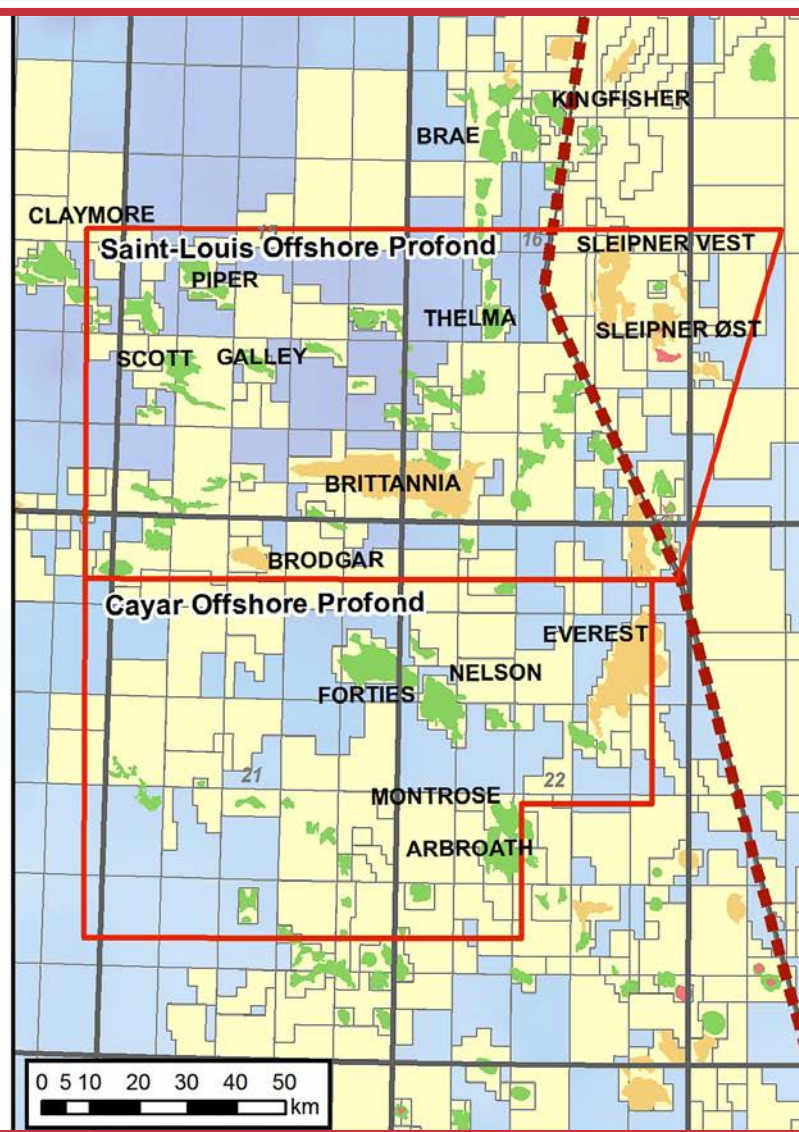 KINGFISHER
BRAE
CLAYMORE
16
SLEIPNER VEST
Saint-Louis Offshore Profond
PIPER
THELMA
SLEIPNER ØST
SCOTT
GALLEY
BRITTANNIA
BRODGAR
Cayar Offshore Profond
EVEREST
NELSON
FORTIES
21
22
MONTROSE
ARBROATH
0 5 10 20 30 40 50
km